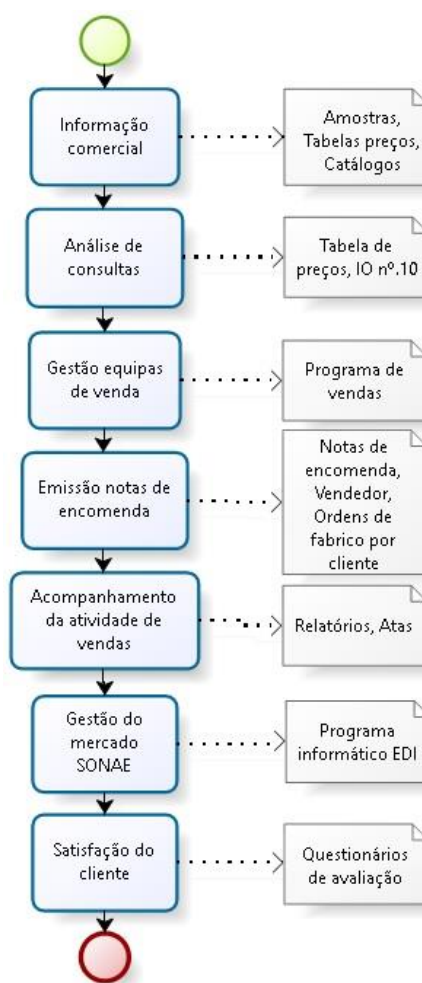 Informação
comercial
Amostras,
Tabelas preços,
Catálogos
Análise de
consultas
Tabela de
preços, IO nº.10
Gestão equipas
de venda
Programa de
vendas
Emissão notas de
encomenda
Notas de
encomenda,
Vendedor,
Ordens de
fabrico por
cliente
Acompanhamento
da atividade de
vendas
Relatórios, Atas
Gestão do
mercado
SONAE
Programa
informático EDI
Satisfação do
cliente
Questionários
de avaliação